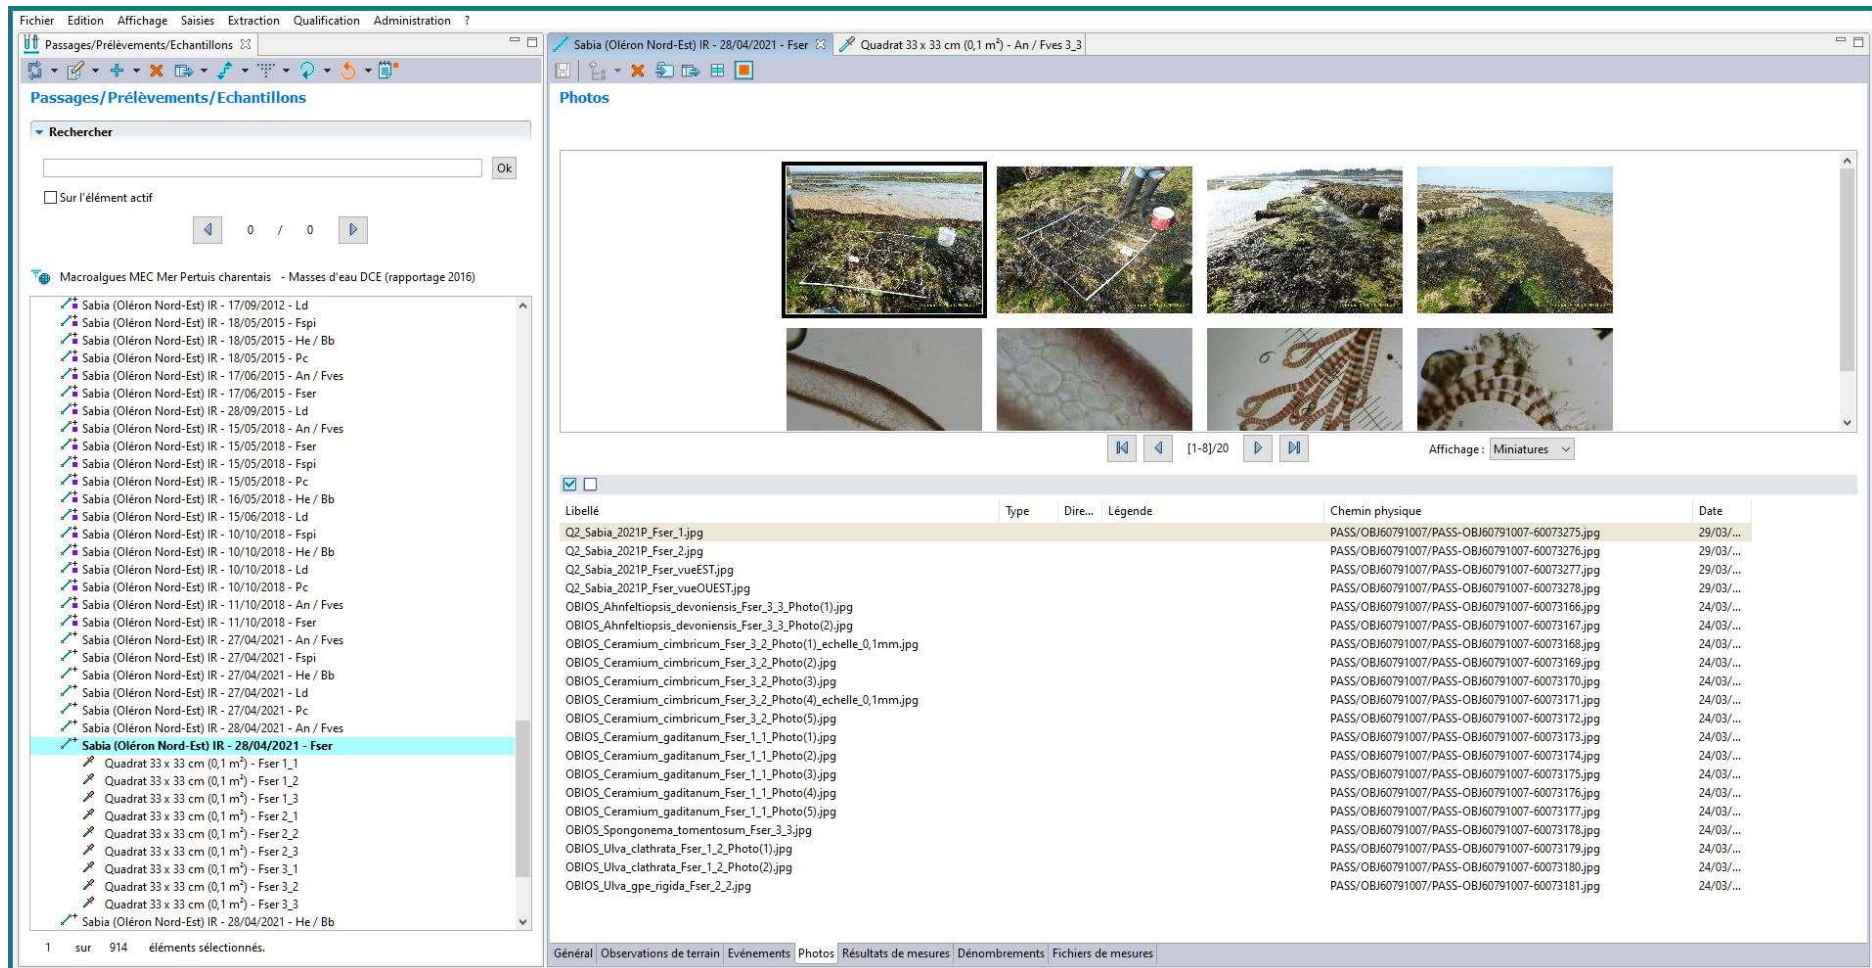 Fichier Edition Affichage Saisies Extraction Qualification Administration ?
Passages/Prélèvements/Echantillons
Passages/Prélèvements/Echantillons
Rechercher
Ok
Sur l'élément actif
0 / 0
Macroalgues MEC Mer Pertuis charentais - Masses d'eau DCE (rapportage 2016)
Sabia (Oléron Nord-Est) IR - 17/09/2012 - Ld
Sabia (Oléron Nord-Est) IR - 18/05/2015 - Fspi
Sabia (Oléron Nord-Est) IR - 18/05/2015 - He / Bb
Sabia (Oléron Nord-Est) IR - 18/05/2015 - Pc
Sabia (Oléron Nord-Est) IR - 17/06/2015 - An / Fves
Sabia (Oléron Nord-Est) IR - 17/06/2015 - Fser
Sabia (Oléron Nord-Est) IR - 28/09/2015 - Ld
Sabia (Oléron Nord-Est) IR - 15/05/2018 - An / Fves
Sabia (Oléron Nord-Est) IR - 15/05/2018 - Fser
Sabia (Oléron Nord-Est) IR - 15/05/2018 - Fspi
Sabia (Oléron Nord-Est) IR - 15/05/2018 - Pc
Sabia (Oléron Nord-Est) IR - 16/05/2018 - He / Bb
Sabia (Oléron Nord-Est) IR - 15/06/2018 - Ld
Sabia (Oléron Nord-Est) IR - 10/10/2018 - Fspi
Sabia (Oléron Nord-Est) IR - 10/10/2018 - He / Bb
Sabia (Oléron Nord-Est) IR - 10/10/2018 - Ld
Sabia (Oléron Nord-Est) IR - 10/10/2018 - Pc
Sabia (Oléron Nord-Est) IR - 11/10/2018 - An / Fves
Sabia (Oléron Nord-Est) IR - 11/10/2018 - Fser
Sabia (Oléron Nord-Est) IR - 27/04/2021 - An / Fves
Sabia (Oléron Nord-Est) IR - 27/04/2021 - Fspi
Sabia (Oléron Nord-Est) IR - 27/04/2021 - He / Bb
Sabia (Oléron Nord-Est) IR - 27/04/2021 - Ld
Sabia (Oléron Nord-Est) IR - 27/04/2021 - Pc
Sabia (Oléron Nord-Est) IR - 28/04/2021 - An / Fves
Sabia (Oléron Nord-Est) IR - 28/04/2021 - Fser
Quadrat 33 x 33 cm (0,1 m²) - Fser 1_1
Quadrat 33 x 33 cm (0,1 m²) - Fser 1_2
Quadrat 33 x 33 cm (0,1 m²) - Fser 1_3
Quadrat 33 x 33 cm (0,1 m²) - Fser 2_1
Quadrat 33 x 33 cm (0,1 m²) - Fser 2_2
Quadrat 33 x 33 cm (0,1 m²) - Fser 2_3
Quadrat 33 x 33 cm (0,1 m²) - Fser 3_1
Quadrat 33 x 33 cm (0,1 m²) - Fser 3_2
Quadrat 33 x 33 cm (0,1 m²) - Fser 3_3
Sabia (Oléron Nord-Est) IR - 28/04/2021 - He / Bb
1 sur 914 éléments sélectionnés.
Sabia (Oléron Nord-Est) IR - 28/04/2021 - Fser Quadrat 33 x 33 cm (0,1 m²) - An / Fves 3_3
Photos
[1-8]/20 Affichage : Miniatures
Libellé Type Dire... Légende Chemin physique Date
Q2_Sabia_2021P_Fser_1.jpg PASS/OBJ60791007/PASS-OBJ60791007-60073275.jpg 29/03/...
Q2_Sabia_2021P_Fser_2.jpg PASS/OBJ60791007/PASS-OBJ60791007-60073276.jpg 29/03/...
Q2_Sabia_2021P_Fser_vueEST.jpg PASS/OBJ60791007/PASS-OBJ60791007-60073277.jpg 29/03/...
Q2_Sabia_2021P_Fser_vueOUEST.jpg PASS/OBJ60791007/PASS-OBJ60791007-60073278.jpg 29/03/...
OBIOS_Ahnfeltiopsis_devoniensis_Fser_3_3_Photo(1).jpg PASS/OBJ60791007/PASS-OBJ60791007-60073166.jpg 24/03/...
OBIOS_Ahnfeltiopsis_devoniensis_Fser_3_3_Photo(2).jpg PASS/OBJ60791007/PASS-OBJ60791007-60073167.jpg 24/03/...
OBIOS_Ceramium_cimbricum_Fser_3_2_Photo(1)_echelle_0,1mm.jpg PASS/OBJ60791007/PASS-OBJ60791007-60073168.jpg 24/03/...
OBIOS_Ceramium_cimbricum_Fser_3_2_Photo(2).jpg PASS/OBJ60791007/PASS-OBJ60791007-60073169.jpg 24/03/...
OBIOS_Ceramium_cimbricum_Fser_3_2_Photo(3).jpg PASS/OBJ60791007/PASS-OBJ60791007-60073170.jpg 24/03/...
OBIOS_Ceramium_cimbricum_Fser_3_2_Photo(4)_echelle_0,1mm.jpg PASS/OBJ60791007/PASS-OBJ60791007-60073171.jpg 24/03/...
OBIOS_Ceramium_cimbricum_Fser_3_2_Photo(5).jpg PASS/OBJ60791007/PASS-OBJ60791007-60073172.jpg 24/03/...
OBIOS_Ceramium_gaditanum_Fser_1_1_Photo(1).jpg PASS/OBJ60791007/PASS-OBJ60791007-60073173.jpg 24/03/...
OBIOS_Ceramium_gaditanum_Fser_1_1_Photo(2).jpg PASS/OBJ60791007/PASS-OBJ60791007-60073174.jpg 24/03/...
OBIOS_Ceramium_gaditanum_Fser_1_1_Photo(3).jpg PASS/OBJ60791007/PASS-OBJ60791007-60073175.jpg 24/03/...
OBIOS_Ceramium_gaditanum_Fser_1_1_Photo(4).jpg PASS/OBJ60791007/PASS-OBJ60791007-60073176.jpg 24/03/...
OBIOS_Ceramium_gaditanum_Fser_1_1_Photo(5).jpg PASS/OBJ60791007/PASS-OBJ60791007-60073177.jpg 24/03/...
OBIOS_Spongonema_tomentosum_Fser_3_3.jpg PASS/OBJ60791007/PASS-OBJ60791007-60073178.jpg 24/03/...
OBIOS_Ulva_clathrata_Fser_1_2_Photo(1).jpg PASS/OBJ60791007/PASS-OBJ60791007-60073179.jpg 24/03/...
OBIOS_Ulva_clathrata_Fser_1_2_Photo(2).jpg PASS/OBJ60791007/PASS-OBJ60791007-60073180.jpg 24/03/...
OBIOS_Ulva_gpe_rigida_Fser_2_2.jpg PASS/OBJ60791007/PASS-OBJ60791007-60073181.jpg 24/03/...
Général Observations de terrain Evénements Photos Résultats de mesures Dénombrements Fichiers de mesures